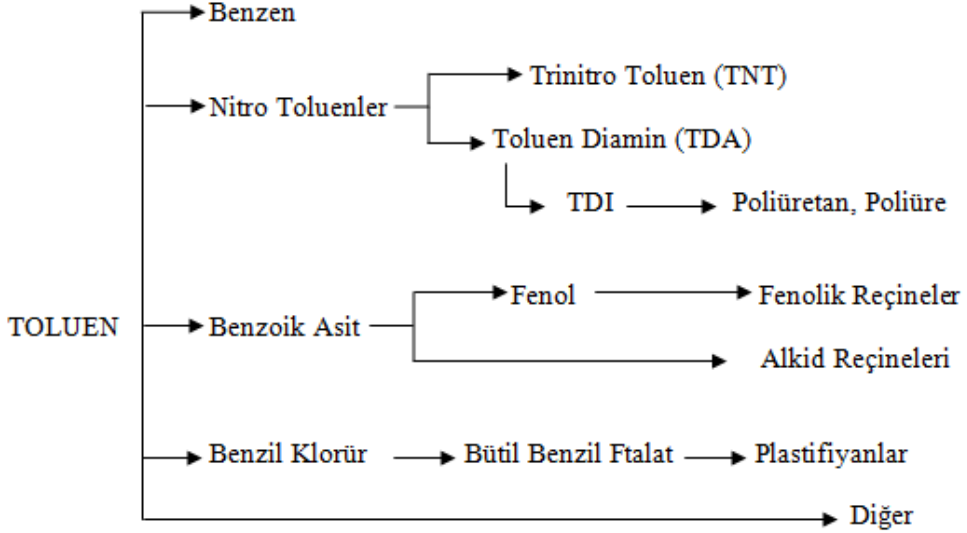 Benzen
Trinitro Toluen (TNT)
Nitro Toluenler
Toluen Diamin (TDA)
TDI
Poliüretan, Poliüre
Fenol
Fenolik Reçineler
TOLUEN
Benzoik Asit
Alkid Reçineleri
Benzil Klorür
Bütil Benzil Ftalat
Plastifiyanlar
Diğer